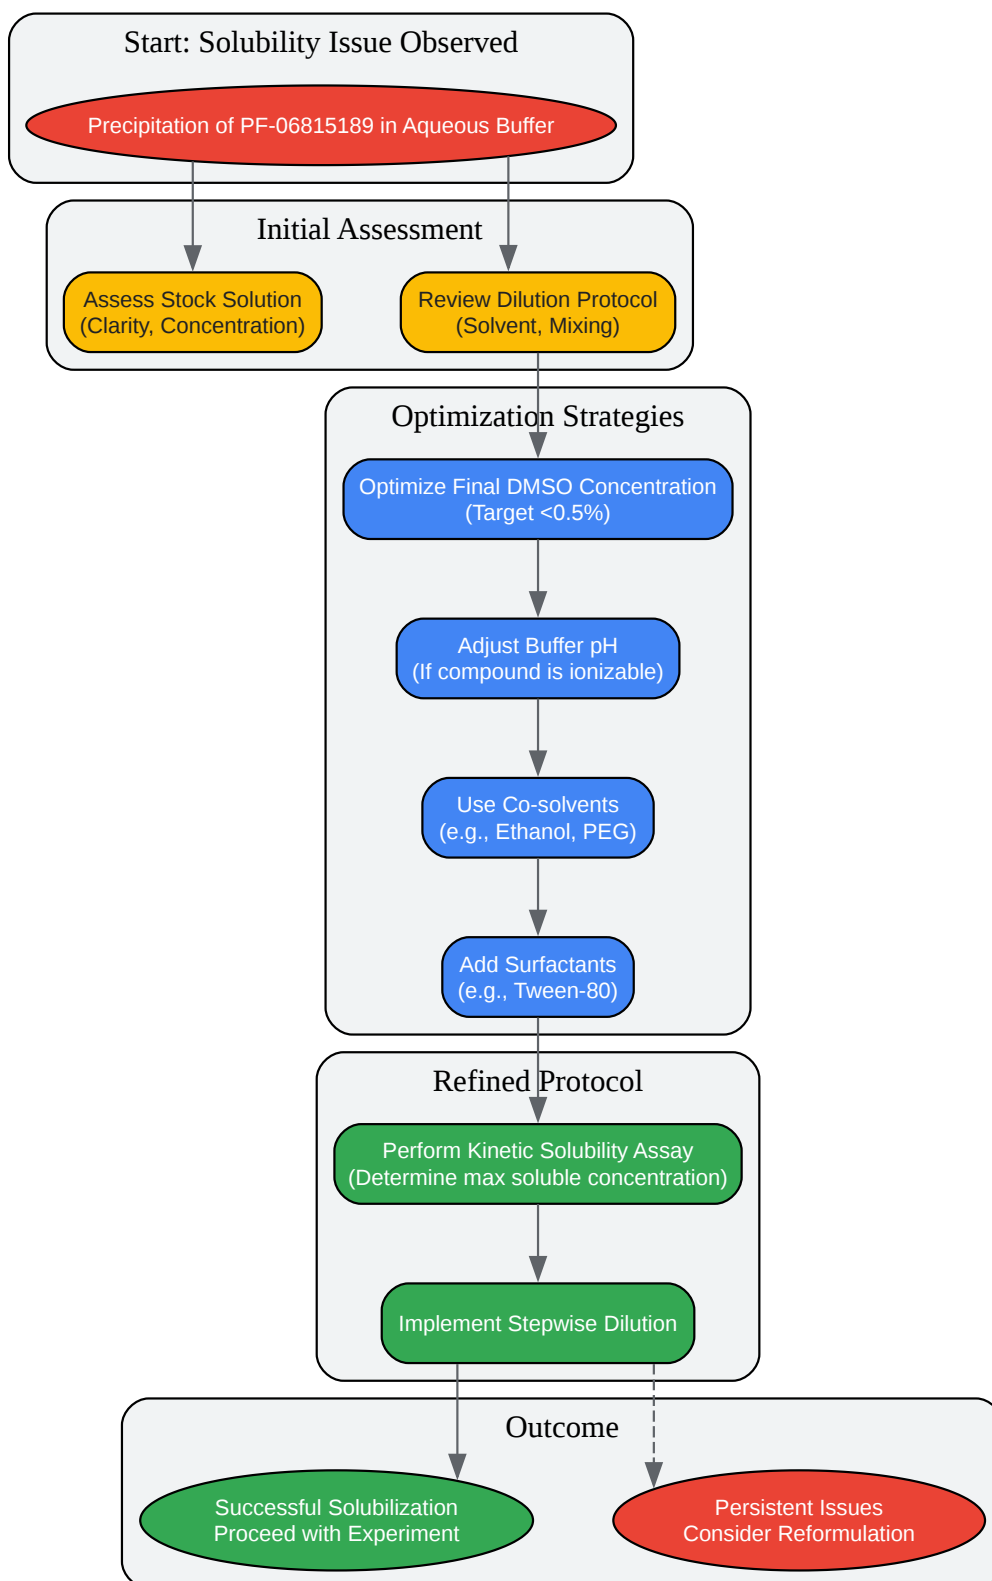 Start: Solubility Issue Observed
Precipitation of PF-06815189 in Aqueous Buffer
Initial Assessment
Assess Stock Solution
(Clarity, Concentration)
Review Dilution Protocol
(Solvent, Mixing)
Optimization Strategies
Optimize Final DMSO Concentration
(Target <0.5%)
Adjust Buffer pH
(If compound is ionizable)
Use Co-solvents
(e.g., Ethanol, PEG)
Add Surfactants
(e.g., Tween-80)
Refined Protocol
Perform Kinetic Solubility Assay
(Determine max soluble concentration)
Implement Stepwise Dilution
Outcome
Successful Solubilization
Proceed with Experiment
Persistent Issues
Consider Reformulation